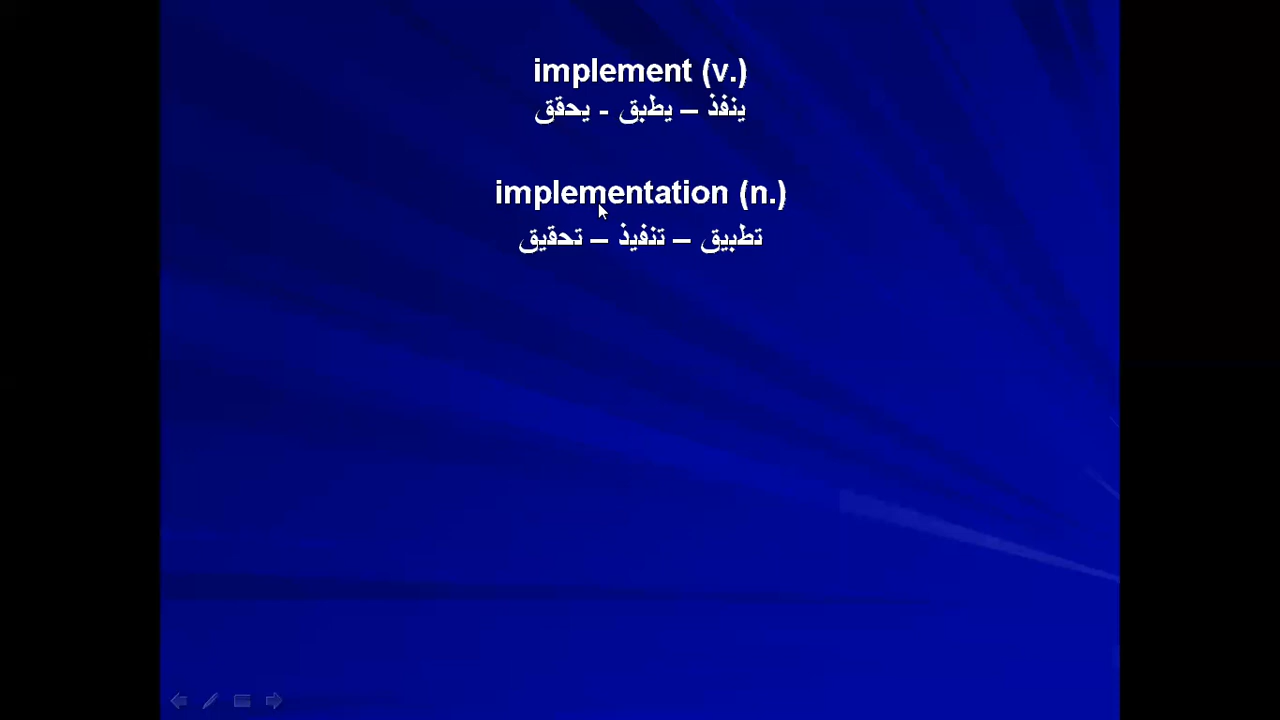 implement (v.)
ينفذ – يطبق - يحقق
implementation (n.)
تطبيق – تنفيذ – تحقيق